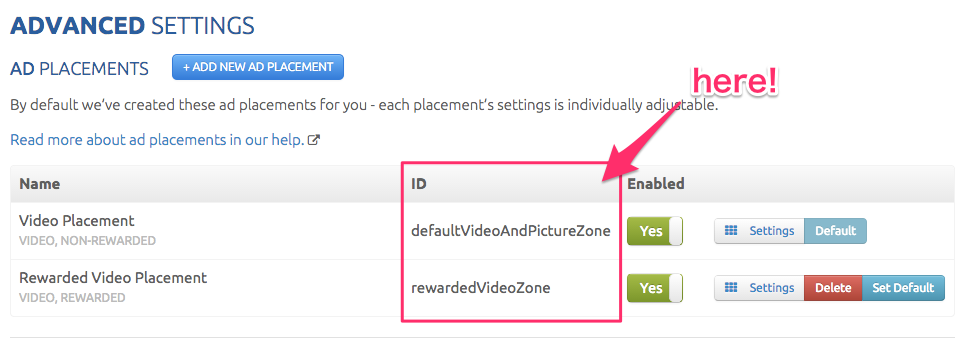 ADVANCED SETTINGS
AD PLACEMENTS + ADD NEW AD PLACEMENT
here!
By default we've created these ad placements for you - each placement's settings is individually adjustable.
Read more about ad placements in our help.
Name ID Enabled
Video Placement
VIDEO, NON-REWARDED
defaultVideoAndPictureZone Yes Settings Default
Rewarded Video Placement
VIDEO, REWARDED
rewardedVideoZone Yes Settings Delete Set Default